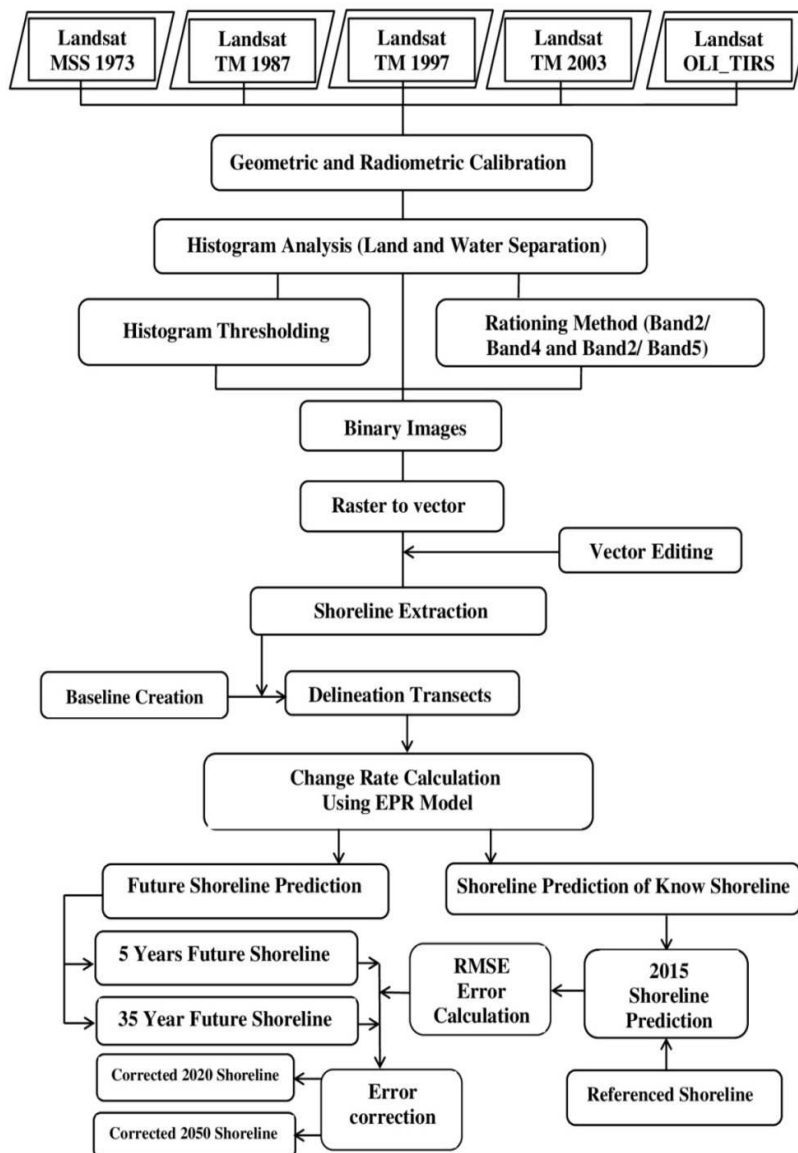 Landsat
MSS 1973
Landsat
TM 1987
Landsat
TM 1997
Landsat
TM 2003
Landsat
OLI_TIRS
Geometric and Radiometric Calibration
Histogram Analysis (Land and Water Separation)
Histogram Thresholding
Rationing Method (Band2/
Band4 and Band2/ Band5)
Binary Images
Raster to vector
Vector Editing
Shoreline Extraction
Baseline Creation
Delineation Transects
Change Rate Calculation
Using EPR Model
Future Shoreline Prediction
Shoreline Prediction of Know Shoreline
5 Years Future Shoreline
35 Year Future Shoreline
RMSE
Error
Calculation
2015
Shoreline
Prediction
Corrected 2020 Shoreline
Corrected 2050 Shoreline
Error
correction
Referenced Shoreline